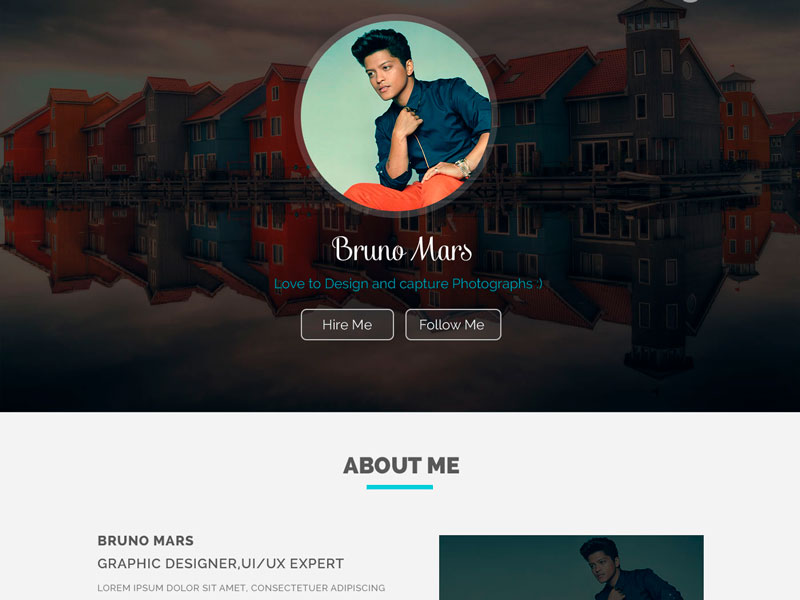 Bruno Mars
Love to Design and capture Photographs :)
Hire Me
Follow Me
ABOUT ME
BRUNO MARS
GRAPHIC DESIGNER,UI/UX EXPERT
LOREM IPSUM DOLOR SIT AMET, CONSECTETUER ADIPISCING